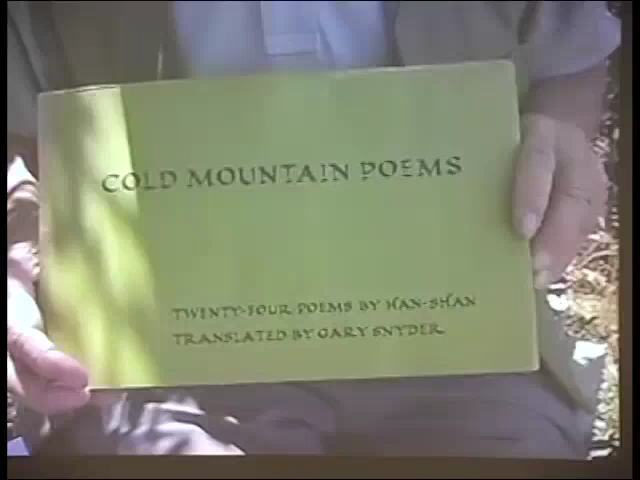 COLD MOUNTAIN POEMS
TWENTY-FOUR POEMS BY HAN-SHAN
TRANSLATED BY GARY SNYDER